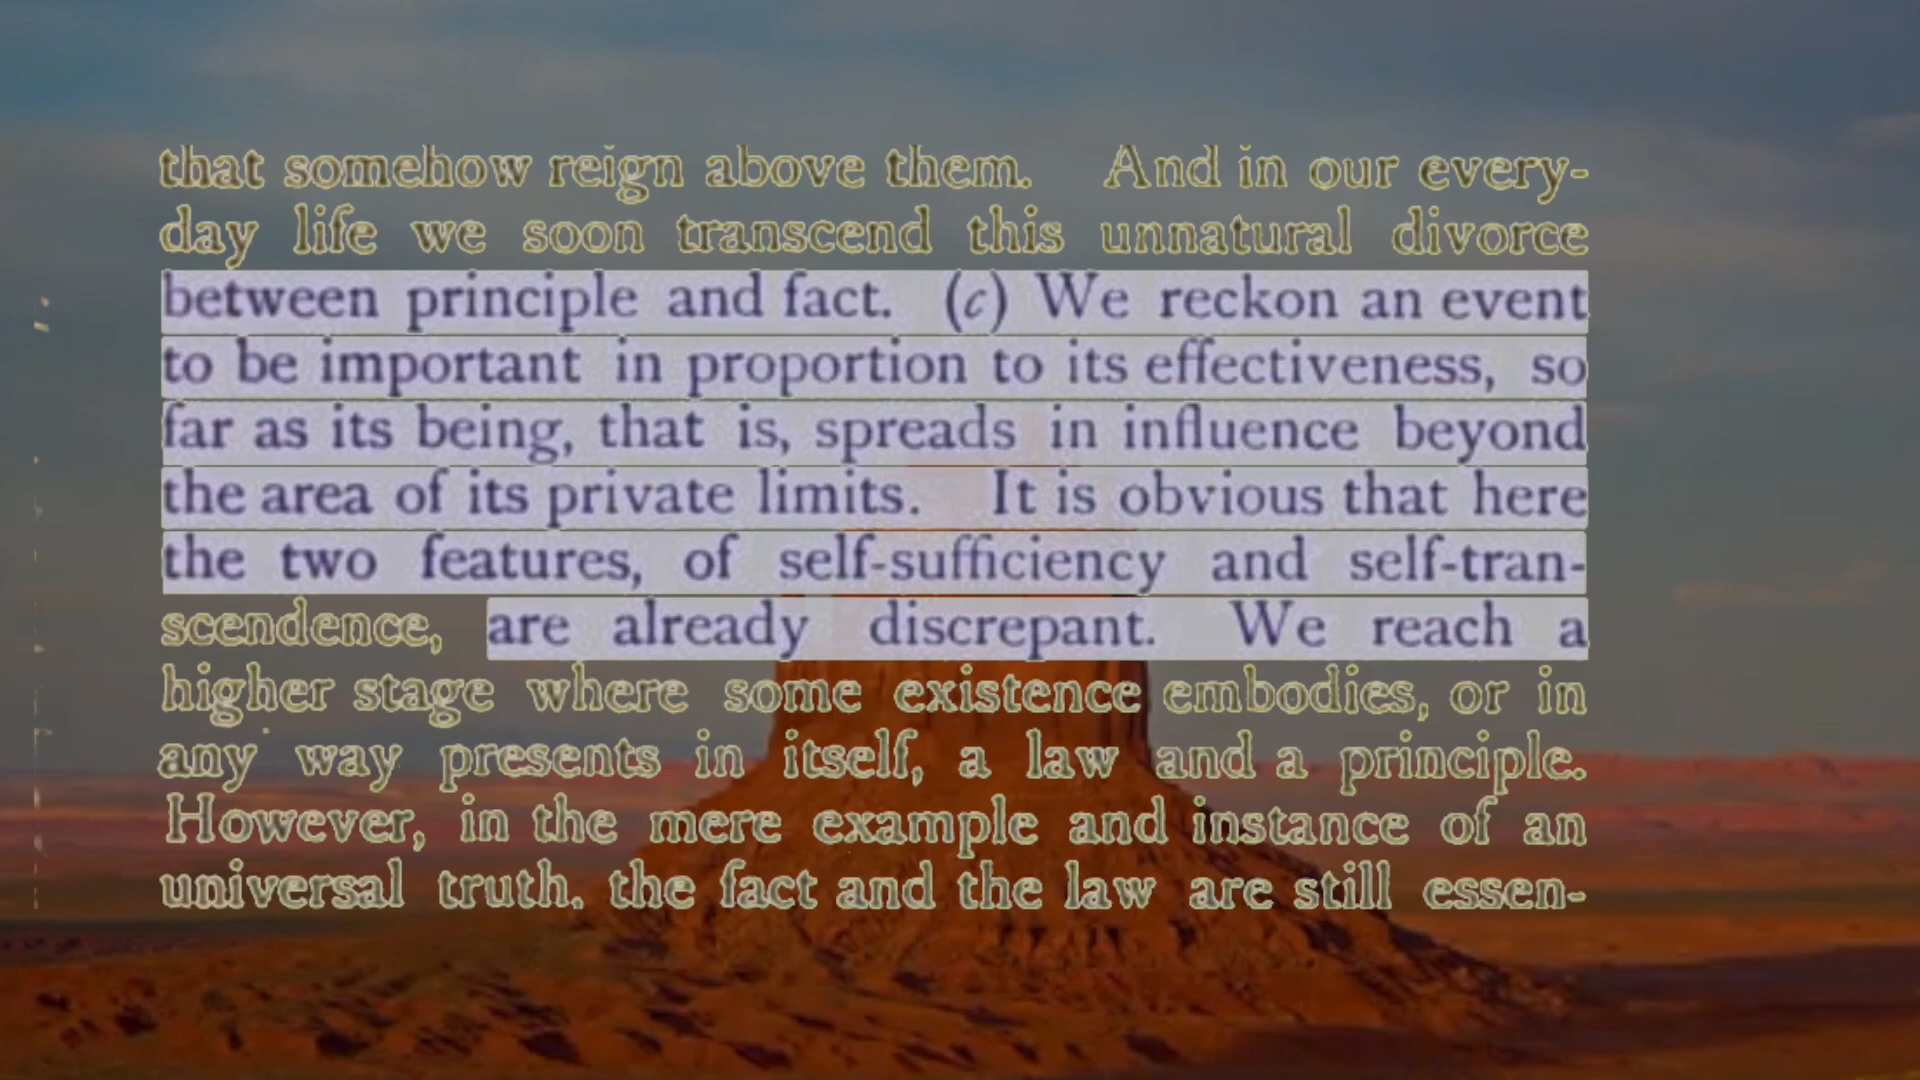 that somehow reign above them. And in our every-
day life we soon transcend this unnatural divorce
between principle and fact. (c) We reckon an event
to be important in proportion to its effectiveness, so
far as its being, that is, spreads in influence beyond
the area of its private limits. It is obvious that here
the two features, of self-sufficiency and self-tran-
scendence, are already discrepant. We reach a
higher stage where some existence embodies, or in
any way presents in itself, a law and a principle.
However, in the mere example and instance of an
universal truth, the fact and the law are still essen-